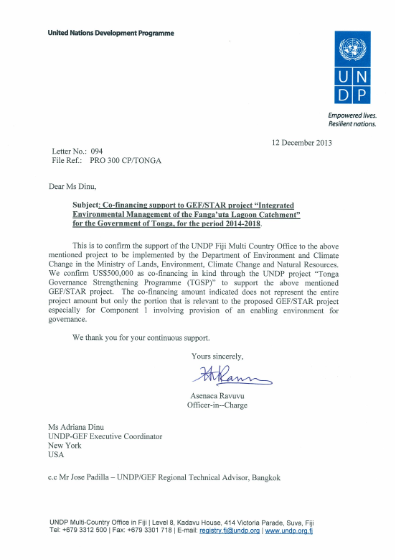 United Nations Development Programme
U N
D P
Empowered lives.
Resilient nations.
12 December 2013
Letter No.: 094
File Ref.: PRO 300 CP/TONGA
Dear Ms Dinu,
Subject: Co-financing support to GEF/STAR project “Integrated
Environmental Management of the Fanga’uta Lagoon Catchment”
for the Government of Tonga, for the period 2014-2018.
This is to confirm the support of the UNDP Fiji Multi Country Office to the above
mentioned project to be implemented by the Department of Environment and Climate
Change in the Ministry of Lands, Environment, Climate Change and Natural Resources.
We confirm US$500,000 as co-financing in kind through the UNDP project “Tonga
Governance Strengthening Programme (TGSP)” to support the above mentioned
GEF/STAR project. The co-financing amount indicated does not represent the entire
project amount but only the portion that is relevant to the proposed GEF/STAR project
especially for Component 1 involving provision of an enabling environment for
governance.
We thank you for your continuous support.
Yours sincerely,
Asenaca Ravuvu
Officer-in--Charge
Ms Adriana Dinu
UNDP-GEF Executive Coordinator
New York
USA
c.c Mr Jose Padilla – UNDP/GEF Regional Technical Advisor, Bangkok
UNDP Multi-Country Office in Fiji | Level 8, Kadavu House, 414 Victoria Parade, Suva, Fiji
Tel: +679 3312 500 | Fax: +679 3301 718 | E-mail: registry.fj@undp.org | www.undp.org.fj